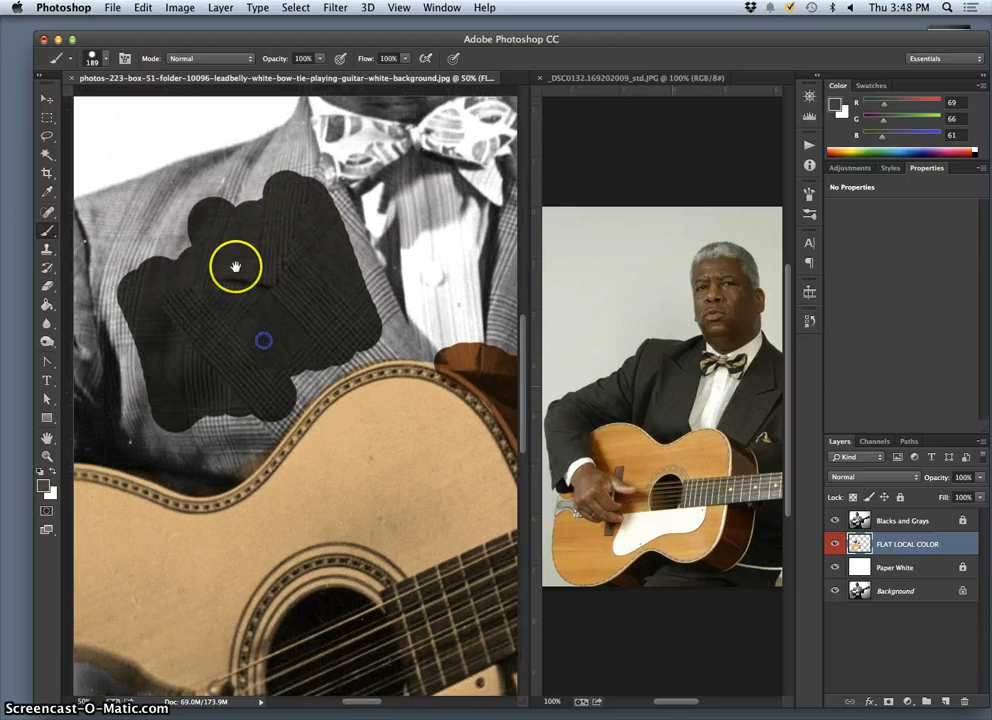 Photoshop File Edit Image Layer Type Select Filter 3D View Window Help Thu 3:48 PM
Adobe Photoshop CC
189 Mode: Normal Opacity: 100% Flow: 100% Essentials
× photos-223-box-51-folder-10096-leadbelly-white-bow-tie-playing-guitar-white-background.jpg @ 50% (FL... × _DSC0132.169202009_std.JPG @ 100% (RGB/8#)
Color Swatches
R 69
G 66
B 61
Adjustments Styles Properties
No Properties
Layers Channels Paths
Kind
Normal Opacity: 100%
Lock: Fill: 100%
Blacks and Grays
FLAT LOCAL COLOR
Paper White
Background
50% Doc: 69.0M/173.9M 100%
Screencast-O-Matic.com